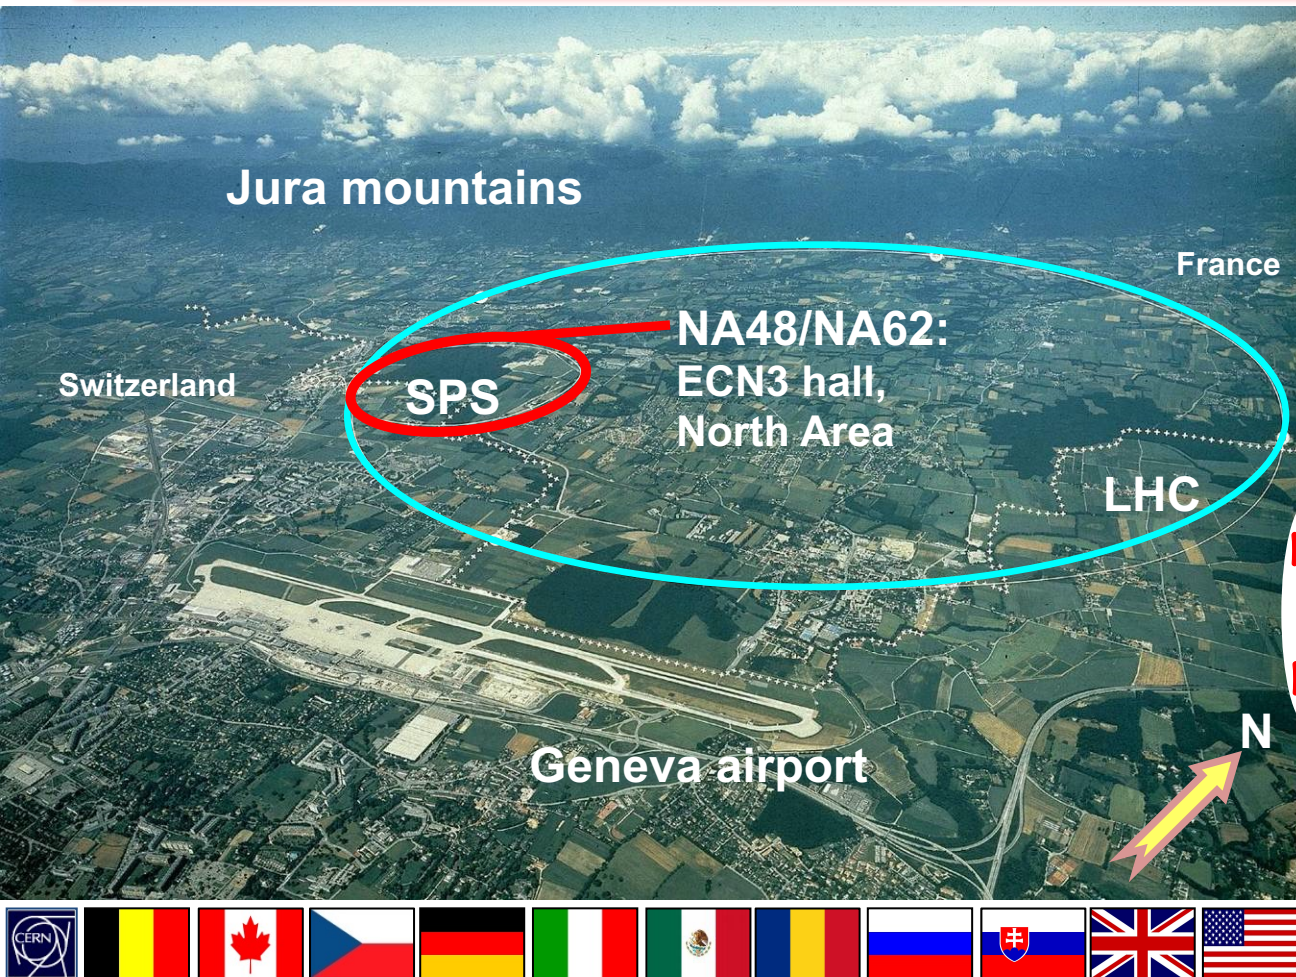 Jura mountains
France
NA48/NA62:
ECN3 hall,
North Area
Switzerland
SPS
LHC
N
Geneva airport
CERN